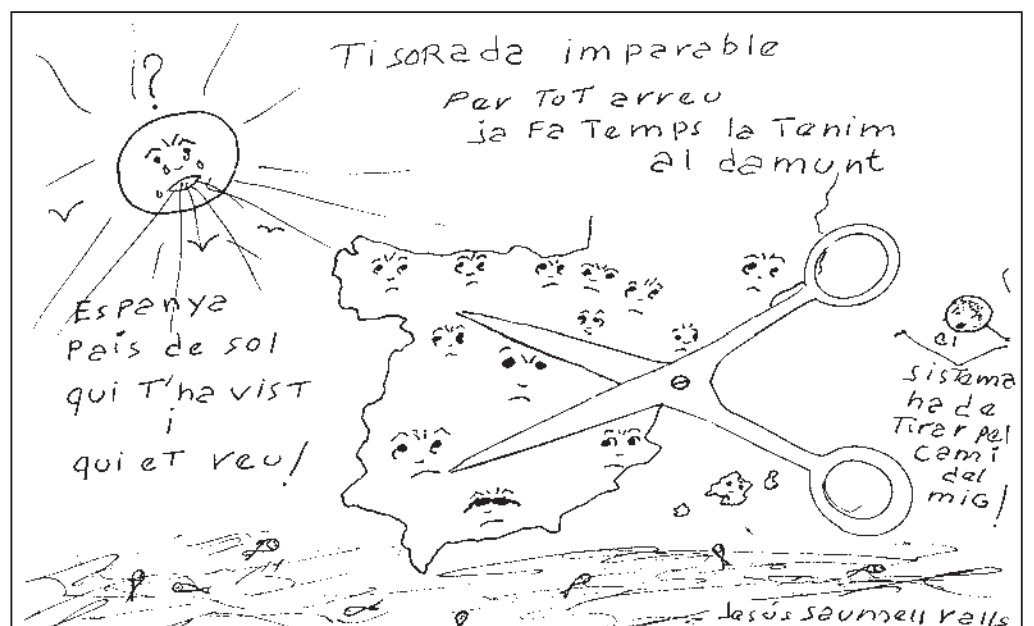 ¡?
Tisorada imparable
Per tot arreu
ja fa temps la tenim
al damunt
Espanya
país de sol
qui t'ha vist
i
qui et veu!
el
sistema
ha de
tirar pel
camí
del
mig!
Jesús Saumell Valls